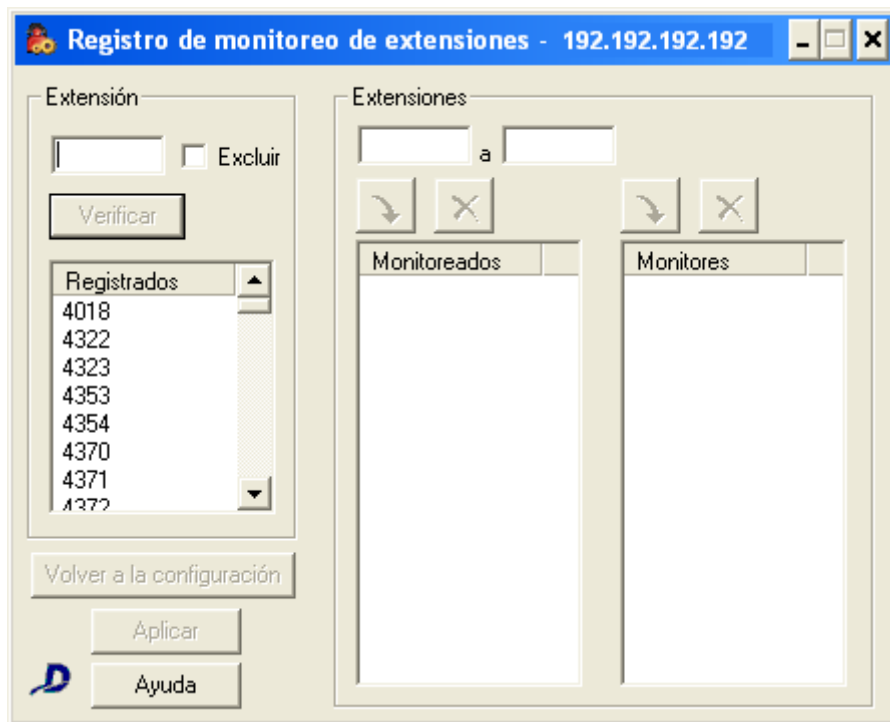 Registro de monitoreo de extensiones - 192.192.192.192
Extensión
Excluir
Verificar
Registrados
4018
4322
4323
4353
4354
4370
4371
4372
Volver a la configuración
Aplicar
Ayuda
Extensiones
a
Monitoreados
Monitores